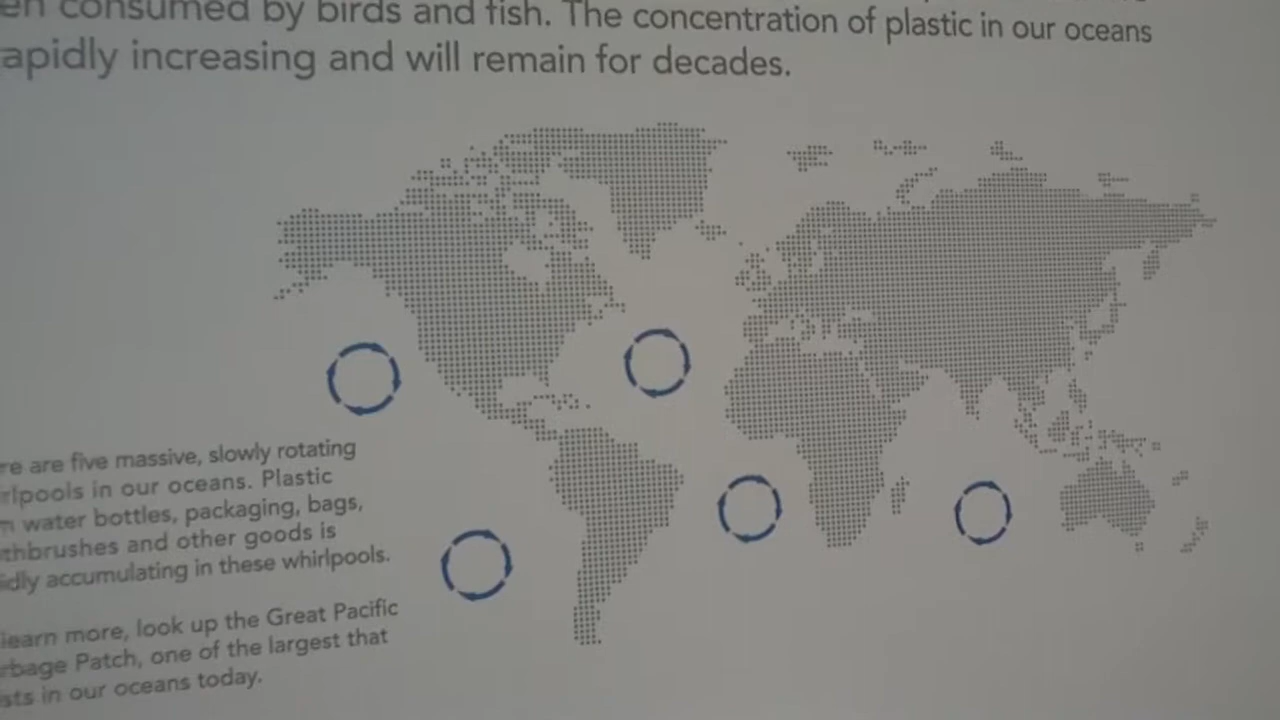 en consumed by birds and fish. The concentration of plastic in our oceans
apidly increasing and will remain for decades.
re are five massive, slowly rotating
rlpools in our oceans. Plastic
m water bottles, packaging, bags,
thbrushes and other goods is
idly accumulating in these whirlpools.
learn more, look up the Great Pacific
rbage Patch, one of the largest that
sts in our oceans today.